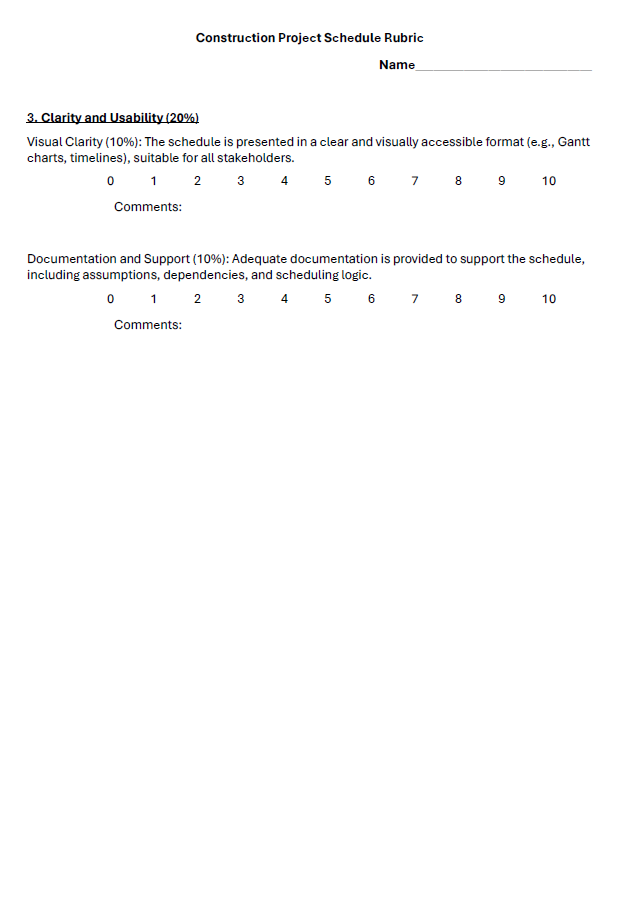 Construction Project Schedule Rubric
Name__________________________
3. Clarity and Usability (20%)
Visual Clarity (10%): The schedule is presented in a clear and visually accessible format (e.g., Gantt
charts, timelines), suitable for all stakeholders.
0 1 2 3 4 5 6 7 8 9 10
Comments:
Documentation and Support (10%): Adequate documentation is provided to support the schedule,
including assumptions, dependencies, and scheduling logic.
0 1 2 3 4 5 6 7 8 9 10
Comments: